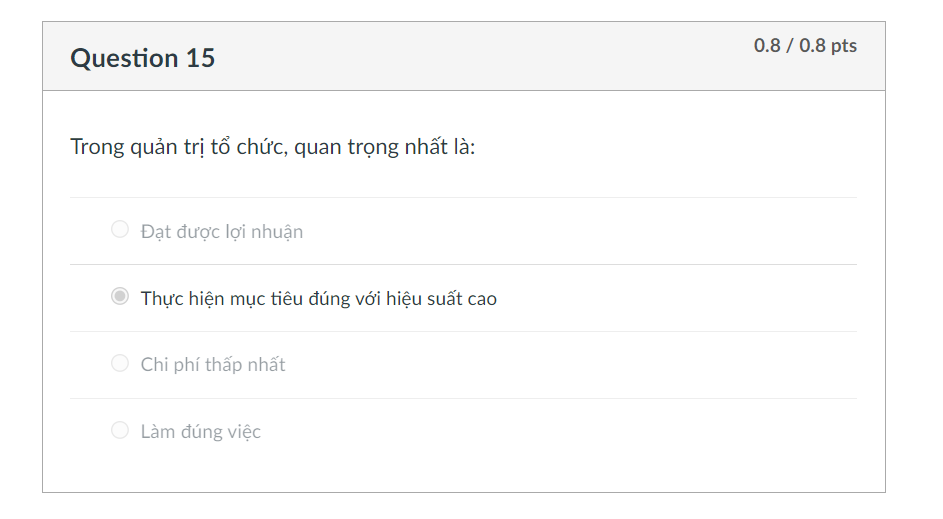 Question 15
0.8 / 0.8 pts
Trong quản trị tổ chức, quan trọng nhất là:
Đạt được lợi nhuận
Thực hiện mục tiêu đúng với hiệu suất cao
Chi phí thấp nhất
Làm đúng việc